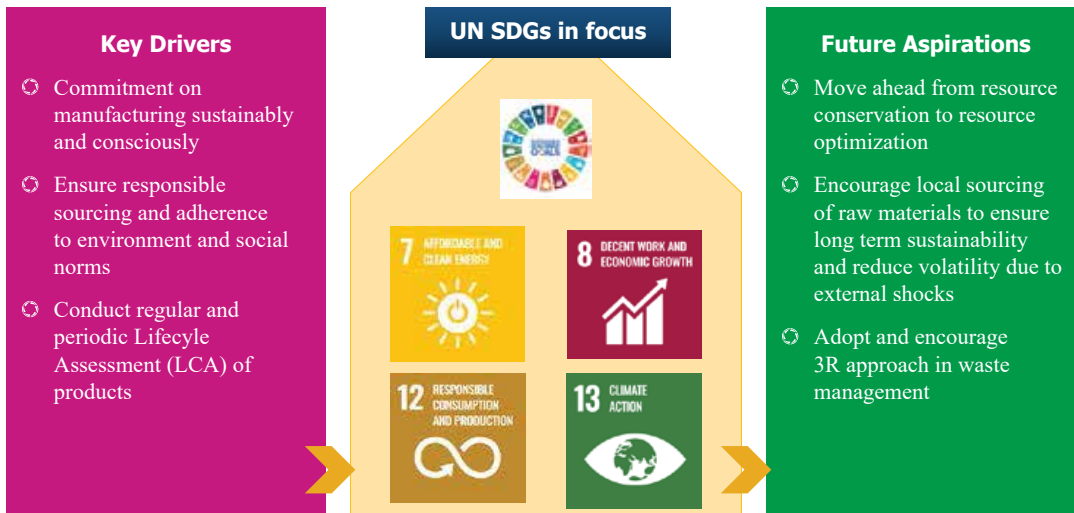 Key Drivers
Commitment on
manufacturing sustainably
and consciously
Ensure responsible
sourcing and adherence
to environment and social
norms
Conduct regular and
periodic Lifecyle
Assessment (LCA) of
products
UN SDGs in focus
7 AFFORDABLE AND
CLEAN ENERGY
8 DECENT WORK AND
ECONOMIC GROWTH
12 RESPONSIBLE
CONSUMPTION
AND PRODUCTION
13 CLIMATE
ACTION
Future Aspirations
Move ahead from resource
conservation to resource
optimization
Encourage local sourcing
of raw materials to ensure
long term sustainability
and reduce volatility due to
external shocks
Adopt and encourage
3R approach in waste
management